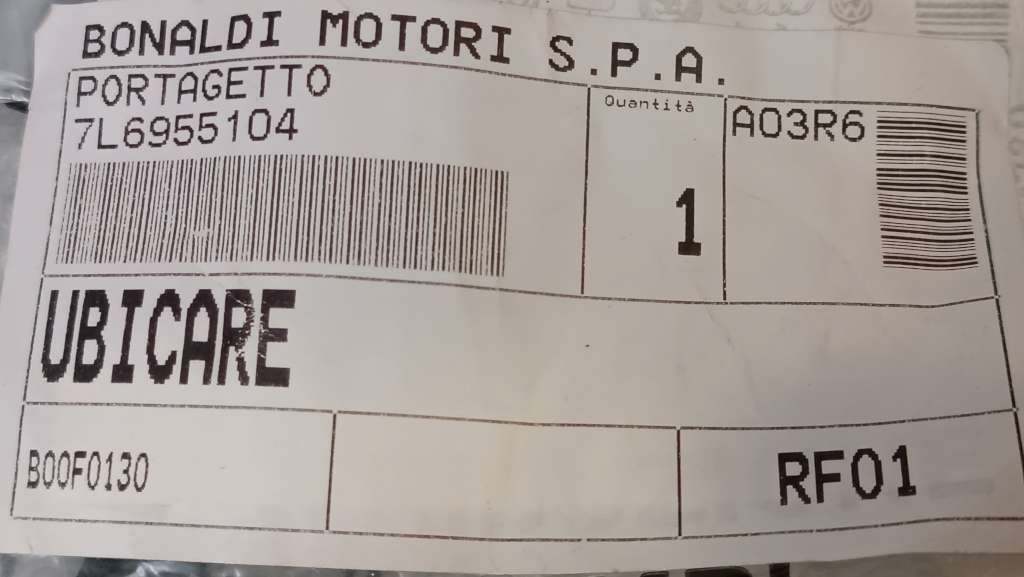 BONALDI MOTORI S.P.A.
PORTAGETTO
7L6955104
Quantità
1
A03R6
UBICARE
B00F0130
RF01